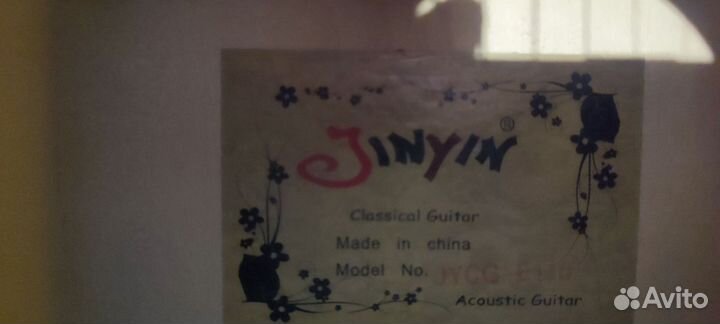 JINYIN ®
Classical Guitar
Made in china
Model No.
Acoustic Guitar
Avito